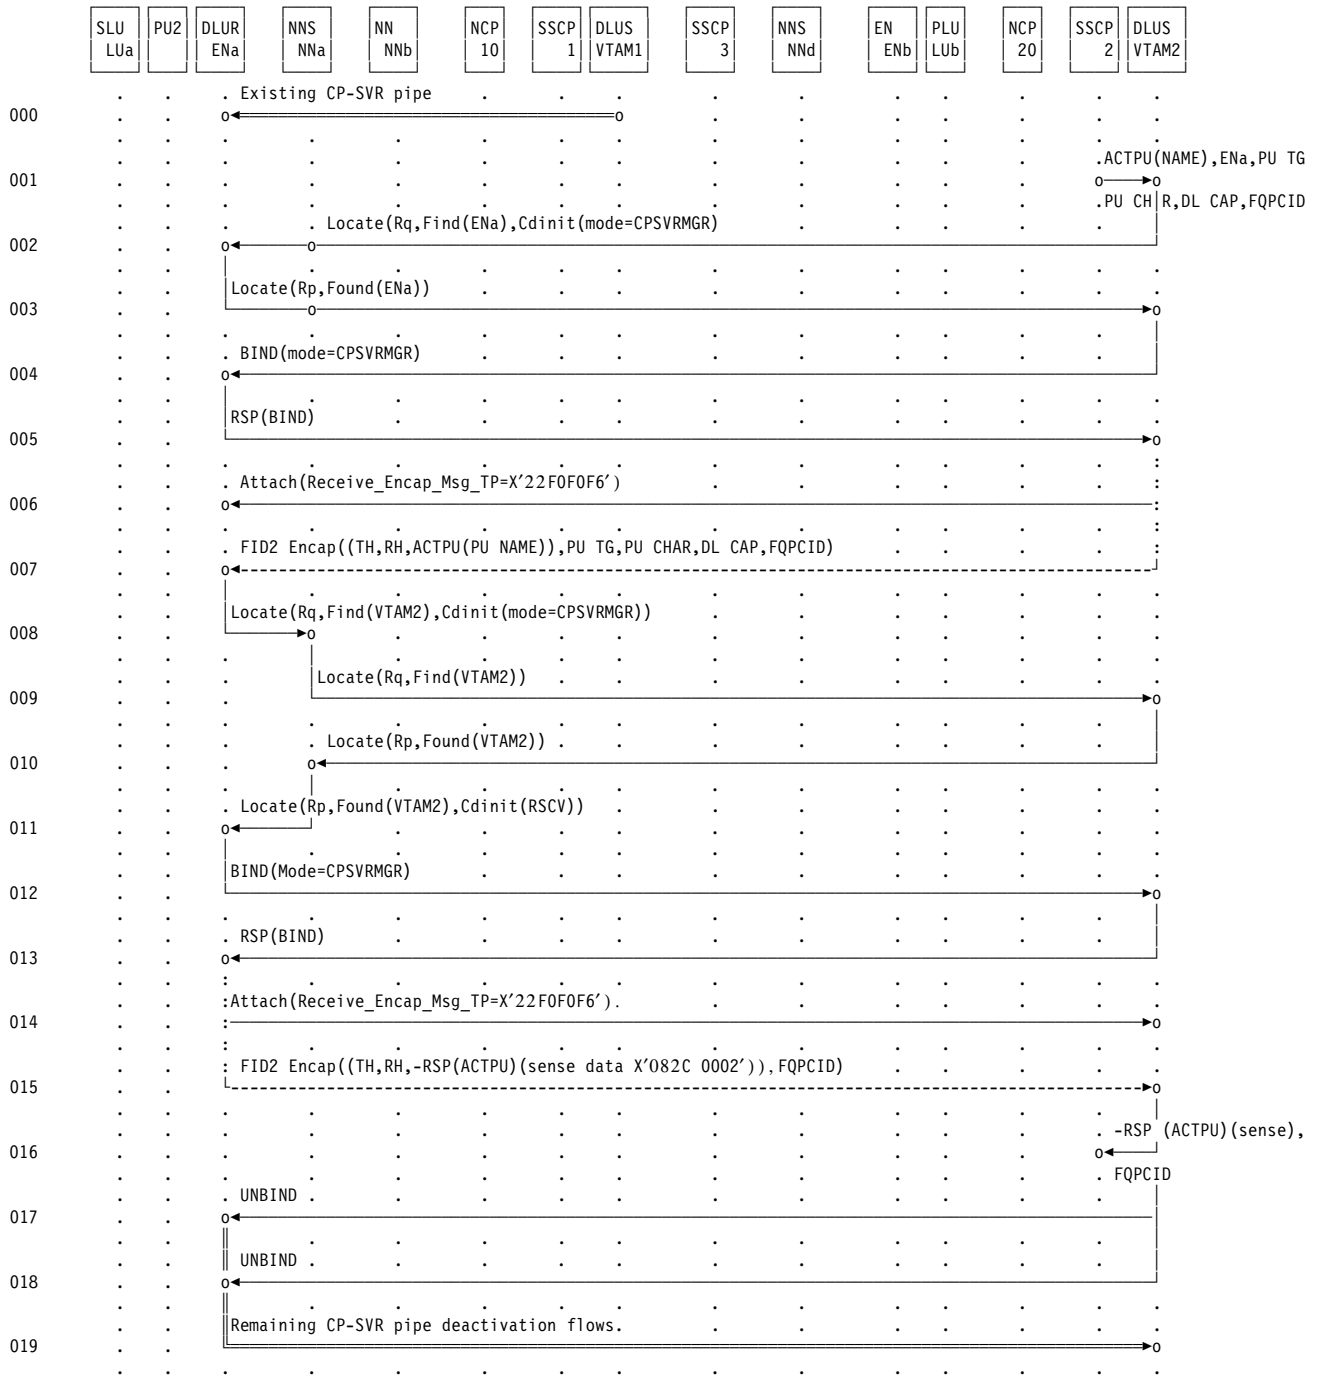 SLU PU2 DLUR NNS NN NCP SSCP DLUS SSCP NNS EN PLU NCP SSCP DLUS
LUa ENa NNa NNb 10 1 VTAM1 3 NNd ENb LUb 20 2 VTAM2
Existing CP-SVR pipe
000
ACTPU(NAME),ENa,PU TG
001
PU CHR,DL CAP,FQPCID
Locate(Rq,Find(ENa),Cdinit(mode=CPSVRMGR)
002
Locate(Rp,Found(ENa))
003
BIND(mode=CPSVRMGR)
004
RSP(BIND)
005
Attach(Receive_Encap_Msg_TP=X'22F0F0F6')
006
FID2 Encap((TH,RH,ACTPU(PU NAME)),PU TG,PU CHAR,DL CAP,FQPCID)
007
Locate(Rq,Find(VTAM2),Cdinit(mode=CPSVRMGR))
008
Locate(Rq,Find(VTAM2))
009
Locate(Rp,Found(VTAM2))
010
Locate(Rp,Found(VTAM2),Cdinit(RSCV))
011
BIND(Mode=CPSVRMGR)
012
RSP(BIND)
013
Attach(Receive_Encap_Msg_TP=X'22F0F0F6').
014
FID2 Encap((TH,RH,-RSP(ACTPU)(sense data X'082C 0002')),FQPCID)
015
-RSP (ACTPU)(sense),
016
FQPCID
UNBIND
017
UNBIND
018
Remaining CP-SVR pipe deactivation flows.
019